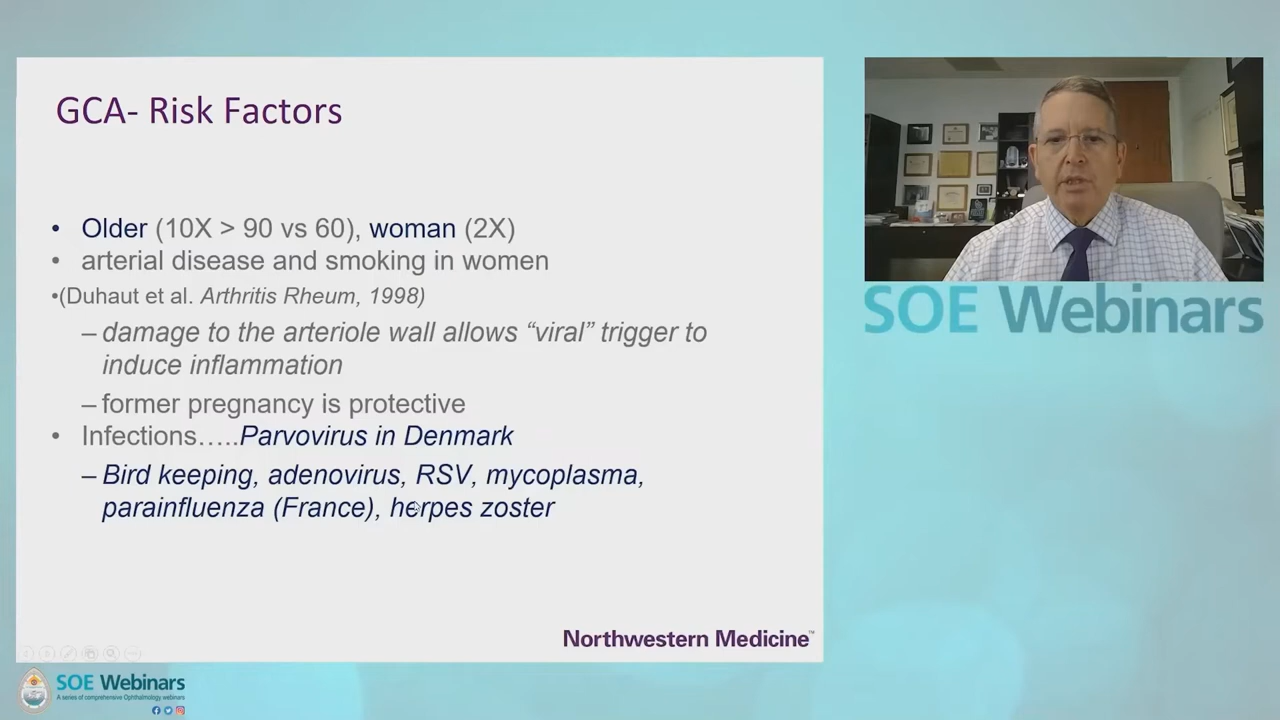 GCA- Risk Factors
• Older (10X > 90 vs 60), woman (2X)
• arterial disease and smoking in women
•(Duhaut et al. Arthritis Rheum, 1998)
– damage to the arteriole wall allows “viral” trigger to
induce inflammation
– former pregnancy is protective
• Infections…..Parvovirus in Denmark
– Bird keeping, adenovirus, RSV, mycoplasma,
parainfluenza (France), herpes zoster
Northwestern Medicine™
SOE Webinars
SOE Webinars
A series of comprehensive Ophthalmology webinars